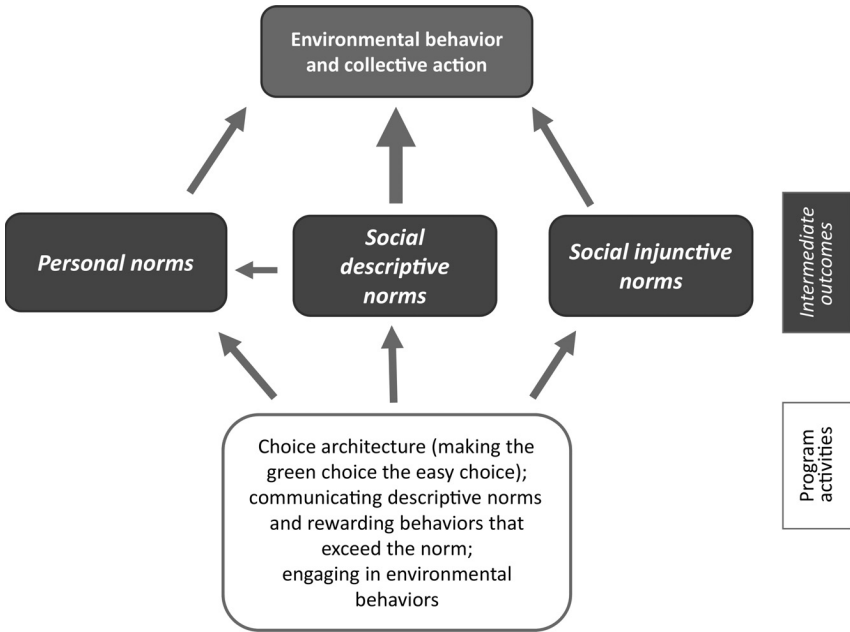 Environmental behavior
and collective action
Personal norms
Social
descriptive
norms
Social injunctive
norms
Intermediate
outcomes
Choice architecture (making the
green choice the easy choice);
communicating descriptive norms
and rewarding behaviors that
exceed the norm;
engaging in environmental
behaviors
Program
activities